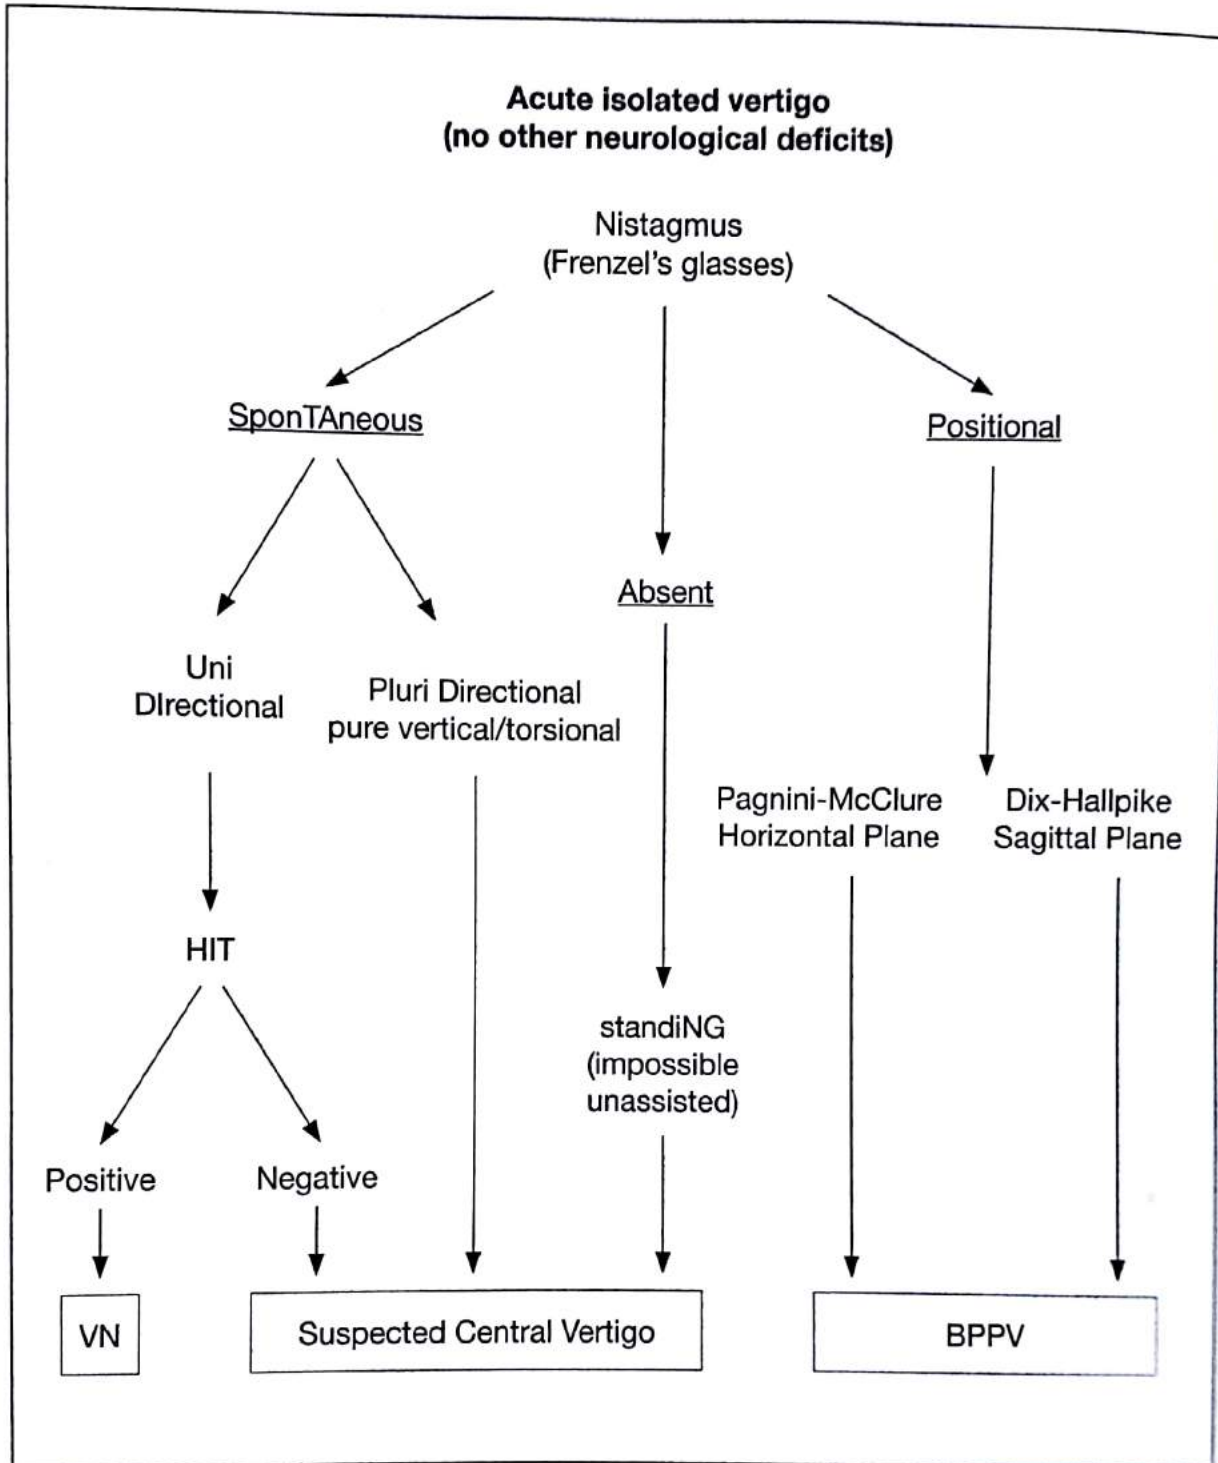 Acute isolated vertigo
(no other neurological deficits)
Nistagmus
(Frenzel's glasses)
SponTAneous
Positional
Absent
Uni
DIrectional
Pluri Directional
pure vertical/torsional
Pagnini-McClure
Horizontal Plane
Dix-Hallpike
Sagittal Plane
HIT
standiNG
(impossible
unassisted)
Positive
Negative
VN
Suspected Central Vertigo
BPPV